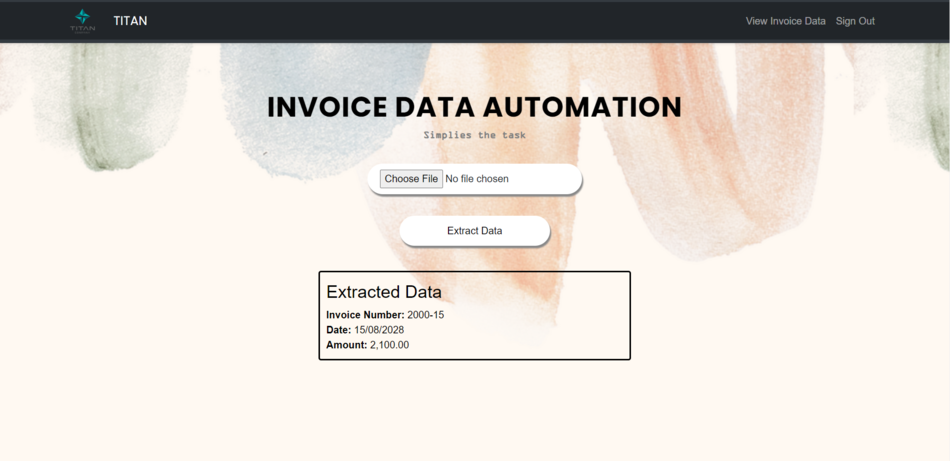 TITAN
TITAN
View Invoice Data
Sign Out
INVOICE DATA AUTOMATION
Simplies the task
Choose File No file chosen
Extract Data
Extracted Data
Invoice Number: 2000-15
Date: 15/08/2028
Amount: 2,100.00